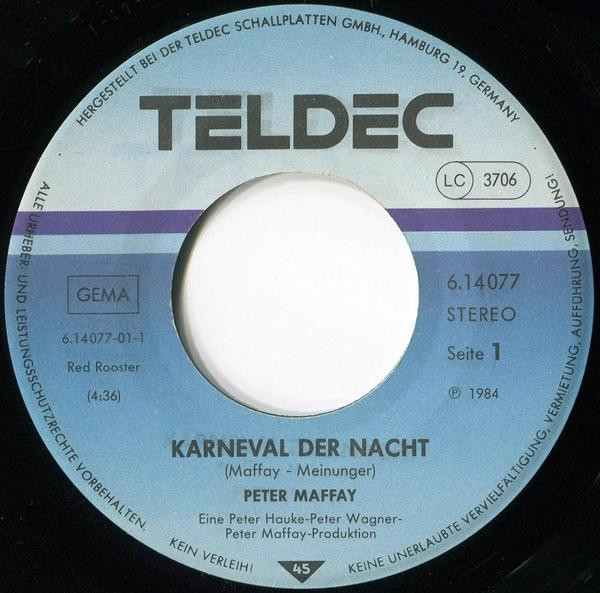 HERGESTELLT BEI DER TELDEC SCHALLPLATTEN GMBH., HAMBURG 19, GERMANY
TELDEC
LC 3706
GEMA
6.14077-01-1
Red Rooster
(4:36)
6.14077
STEREO
Seite 1
℗ 1984
KARNEVAL DER NACHT
(Maffay - Meinunger)
PETER MAFFAY
Eine Peter Hauke-Peter Wagner-
Peter Maffay-Produktion
45
ALLE URHEBER- UND LEISTUNGSSCHUTZRECHTE VORBEHALTEN.
KEIN VERLEIH! KEINE UNERLAUBTE VERVIELFÄLTIGUNG, VERMIETUNG, AUFFÜHRUNG, SENDUNG!